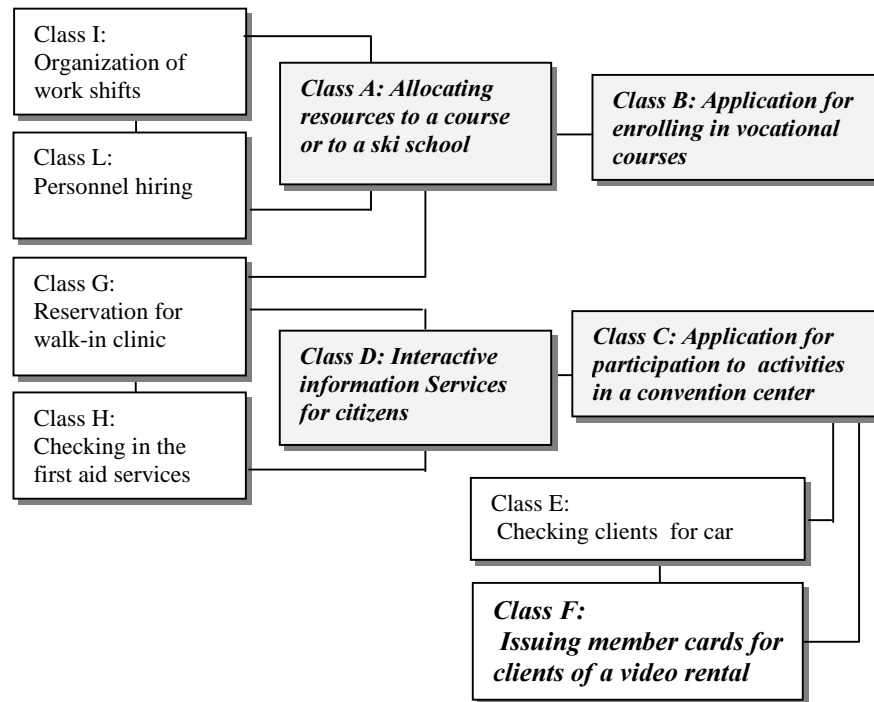 Class I:
Organization of
work shifts
Class A: Allocating
resources to a course
or to a ski school
Class B: Application for
enrolling in vocational
courses
Class L:
Personnel hiring
Class G:
Reservation for
walk-in clinic
Class D: Interactive
information Services
for citizens
Class C: Application for
participation to activities
in a convention center
Class H:
Checking in the
first aid services
Class E:
Checking clients for car
Class F:
Issuing member cards for
clients of a video rental